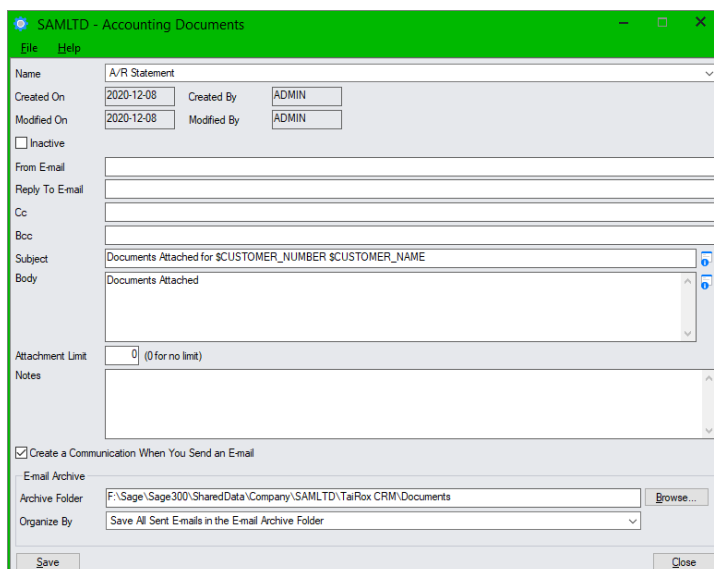 SAMLTD - Accounting Documents
File Help
Name A/R Statement
Created On 2020-12-08 Created By ADMIN
Modified On 2020-12-08 Modified By ADMIN
Inactive
From E-mail
Reply To E-mail
Cc
Bcc
Subject Documents Attached for $CUSTOMER_NUMBER $CUSTOMER_NAME
Body Documents Attached
Attachment Limit 0 (0 for no limit)
Notes
Create a Communication When You Send an E-mail
E-mail Archive
Archive Folder F:\Sage\Sage300\SharedData\Company\SAMLTD\TaiRox CRM\Documents Browse...
Organize By Save All Sent E-mails in the E-mail Archive Folder
Save Close